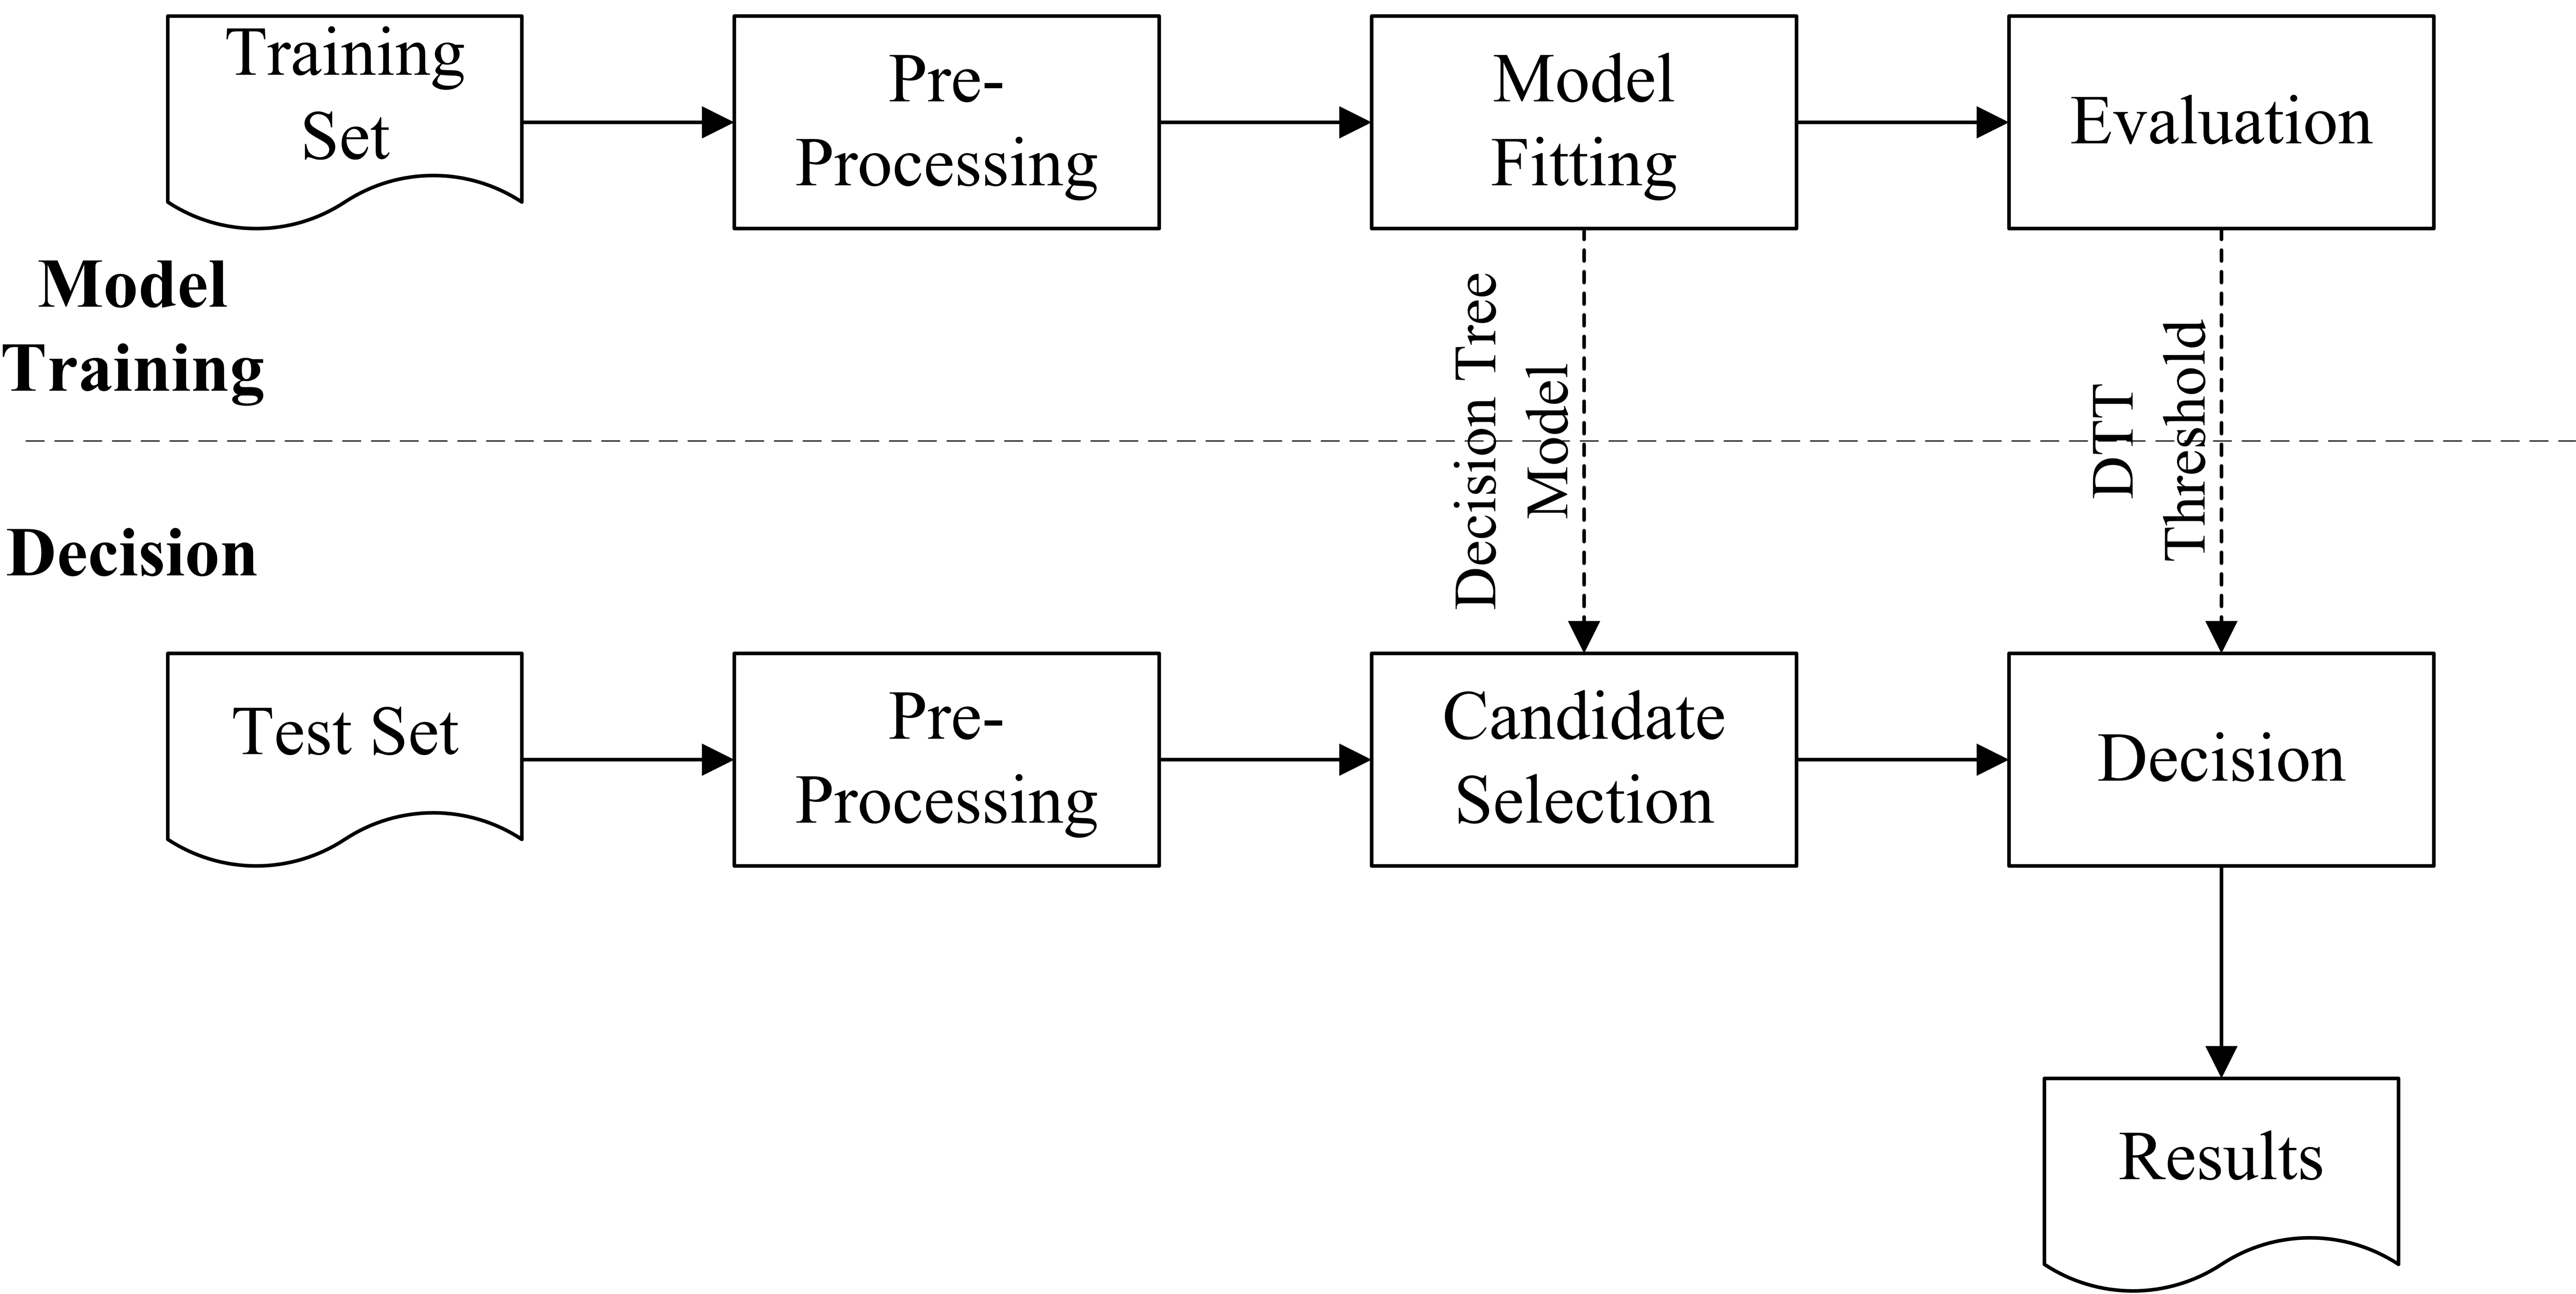 Training
Set
Pre-
Processing
Model
Fitting
Evaluation
Model
Training
Decision Tree
Model
DTT
Threshold
Decision
Test Set
Pre-
Processing
Candidate
Selection
Decision
Results